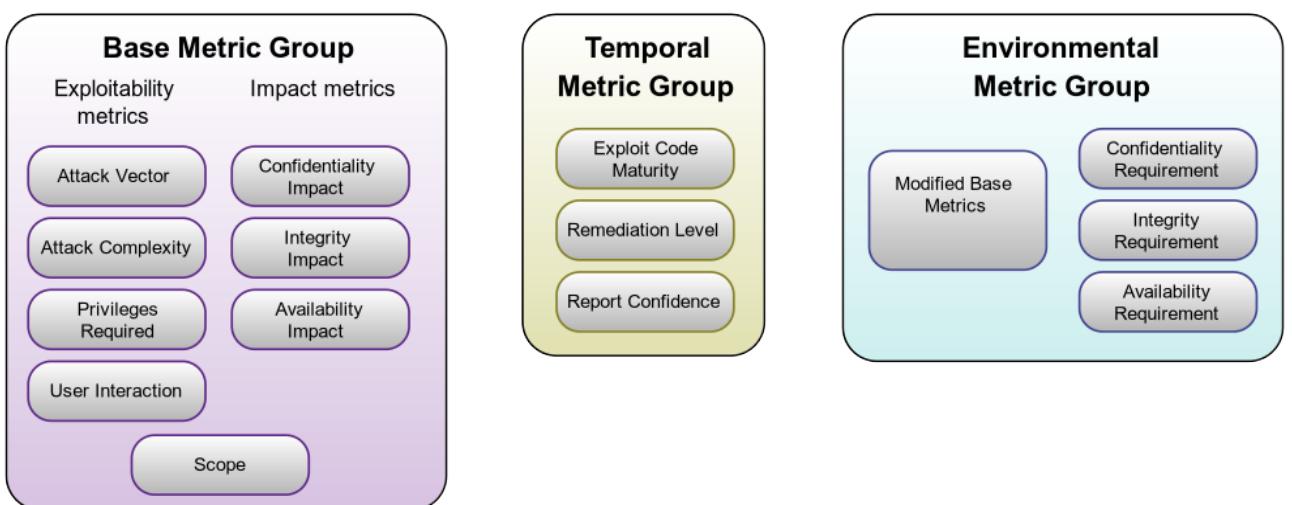 Base Metric Group
Exploitability
metrics
Impact metrics
Attack Vector
Attack Complexity
Privileges
Required
User Interaction
Confidentiality
Impact
Integrity
Impact
Availability
Impact
Scope
Temporal
Metric Group
Exploit Code
Maturity
Remediation Level
Report Confidence
Environmental
Metric Group
Modified Base
Metrics
Confidentiality
Requirement
Integrity
Requirement
Availability
Requirement